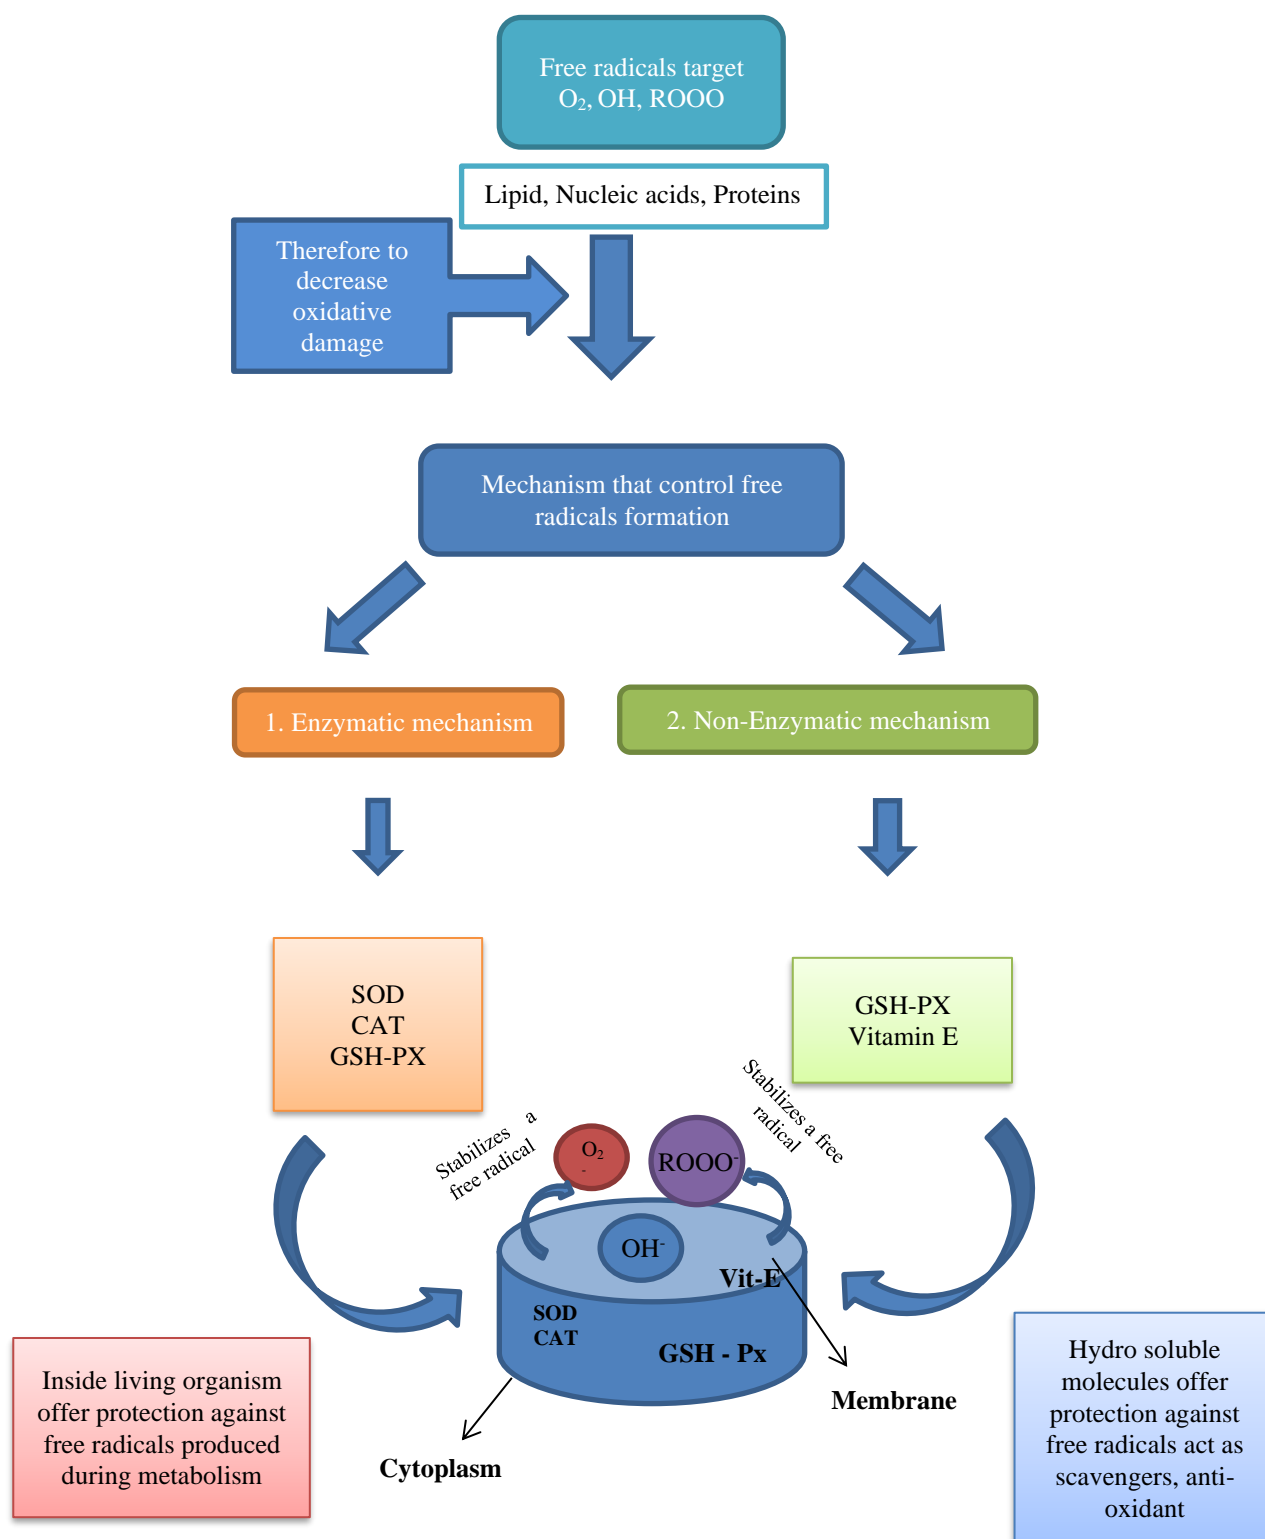 Free radicals target
O₂, OH, ROOO
Lipid, Nucleic acids, Proteins
Therefore to
decrease
oxidative
damage
Mechanism that control free
radicals formation
1. Enzymatic mechanism
2. Non-Enzymatic mechanism
SOD
CAT
GSH-PX
GSH-PX
Vitamin E
Stabilizes a
free radical
O₂
-
ROOO⁻
Stabilizes a free
radical
OH⁻
Vit-E
SOD
CAT
GSH - Px
Membrane
Cytoplasm
Inside living organism
offer protection against
free radicals produced
during metabolism
Hydro soluble
molecules offer
protection against
free radicals act as
scavengers, anti-
oxidant